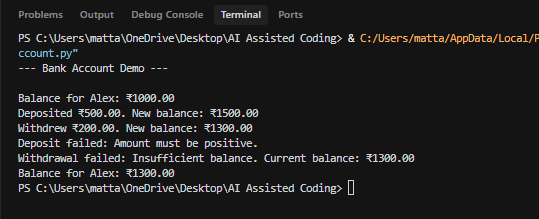 Problems Output Debug Console Terminal Ports
PS C:\Users\matta\OneDrive\Desktop\AI Assisted Coding> & C:/Users/matta/AppData/Local/P
ccount.py"
--- Bank Account Demo ---
Balance for Alex: ₹1000.00
Deposited ₹500.00. New balance: ₹1500.00
Withdrew ₹200.00. New balance: ₹1300.00
Deposit failed: Amount must be positive.
Withdrawal failed: Insufficient balance. Current balance: ₹1300.00
Balance for Alex: ₹1300.00
PS C:\Users\matta\OneDrive\Desktop\AI Assisted Coding>